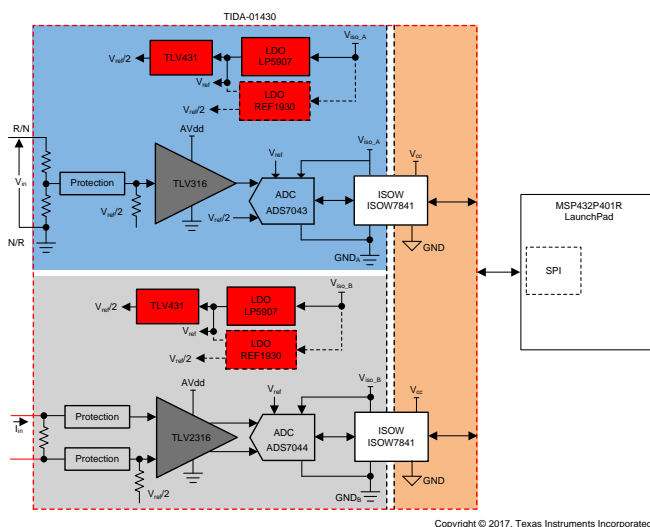 TIDA-01430
Viso_A
TLV431
LDO
LP5907
Vref/2
Vref
LDO
REF1930
Vref/2
R/N
AVdd
Viso_A
Vref
Vcc
Vin
Protection
TLV316
ADC
ADS7043
ISOW
ISOW7841
MSP432P401R
LaunchPad
Vref/2
Vref/2
N/R
GND
GNDA
SPI
Viso_B
TLV431
LDO
LP5907
Vref/2
Vref
LDO
REF1930
Vref/2
AVdd
Viso_B
Vref
Vcc
Protection
Iin
TLV2316
ADC
ADS7044
ISOW
ISOW7841
Protection
GND
Vref/2
GNDB
Copyright © 2017, Texas Instruments Incorporated